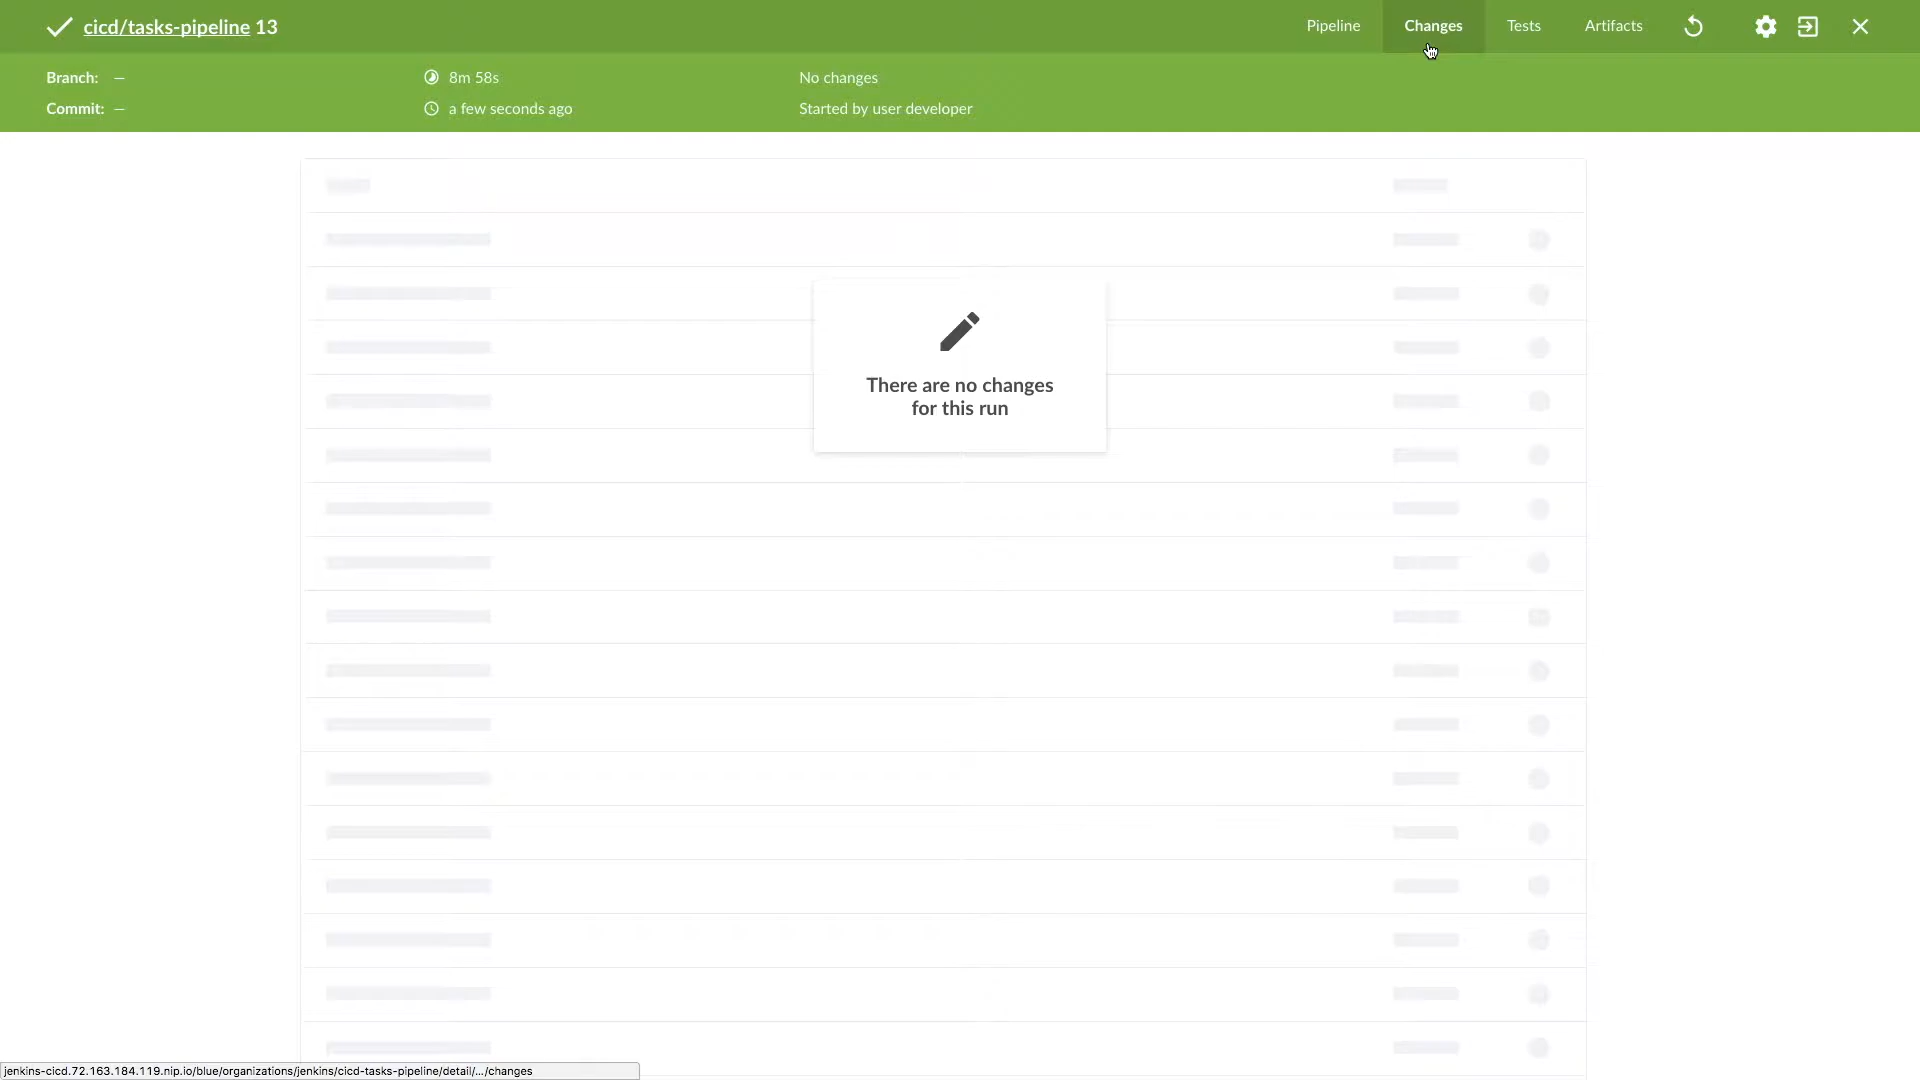 cicd/tasks-pipeline 13
Pipeline
Changes
Tests
Artifacts
Branch: —
8m 58s
No changes
Commit: —
a few seconds ago
Started by user developer
There are no changes
for this run
jenkins-cicd.72.163.184.119.nip.io/blue/organizations/jenkins/cicd-tasks-pipeline/detail/.../changes